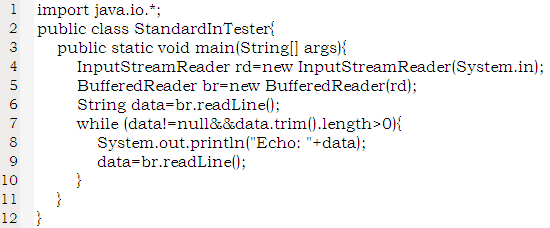 1 import java.io.*;
2 public class StandardInTester{
3 public static void main(String[] args){
4 InputStreamReader rd=new InputStreamReader(System.in);
5 BufferedReader br=new BufferedReader(rd);
6 String data=br.readLine();
7 while (data!=null&&data.trim().length>0){
8 System.out.println("Echo: "+data);
9 data=br.readLine();
10 }
11 }
12 }